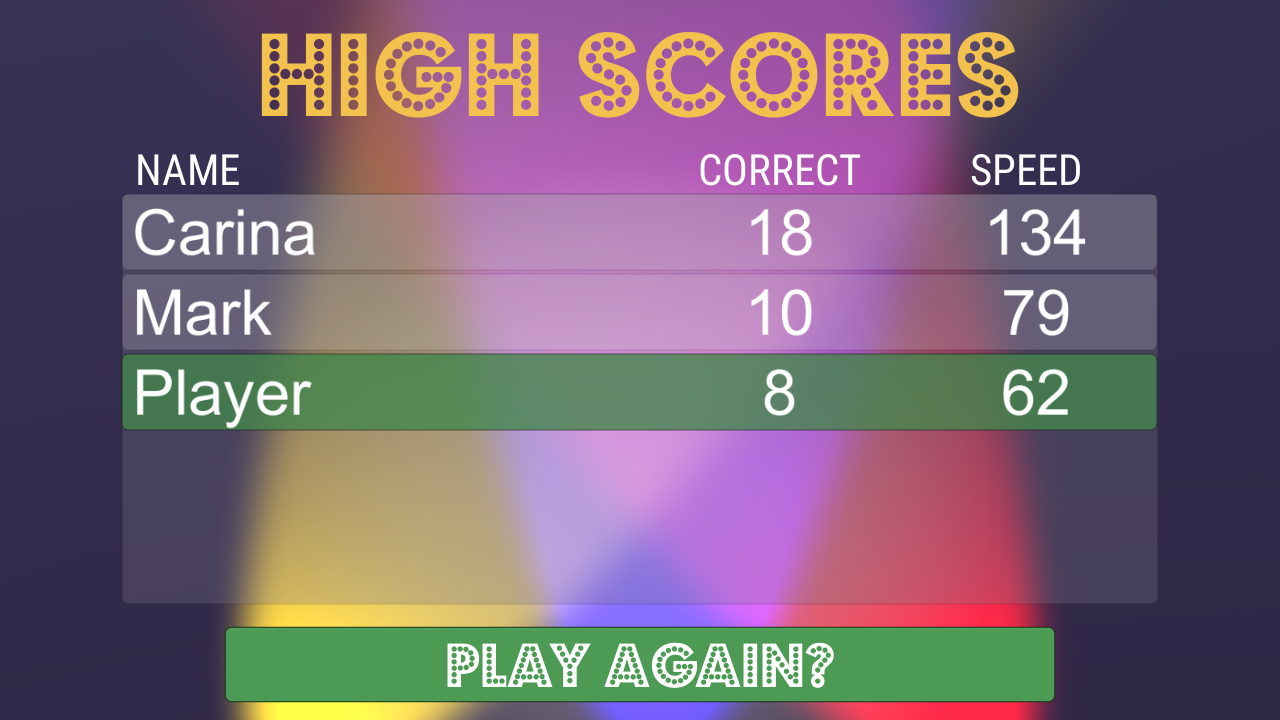 HIGH SCORES
NAME CORRECT SPEED
Carina 18 134
Mark 10 79
Player 8 62
PLAY AGAIN?